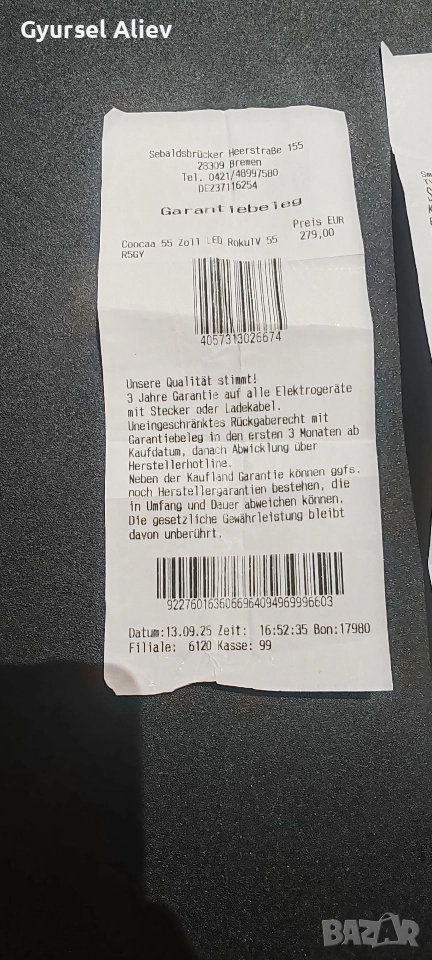 Gyursel Aliev
Sebaldsbrücker Heerstraße 155
28309 Bremen
Tel. 0421/48997580
DE237116254
Garantiebeleg
Preis EUR
Coocaa 55 Zoll LED RokuTV 55 279,00
R5GY
4057313026674
Unsere Qualität stimmt!
3 Jahre Garantie auf alle Elektrogeräte
mit Stecker oder Ladekabel.
Uneingeschränktes Rückgaberecht mit
Garantiebeleg in den ersten 3 Monaten ab
Kaufdatum, danach Abwicklung über
Herstellerhotline.
Neben der Kaufland Garantie können ggfs.
noch Herstellergarantien bestehen, die
in Umfang und Dauer abweichen können.
Die gesetzliche Gewährleistung bleibt
davon unberührt.
9227601636066964094969996603
Datum:13.09.25 Zeit: 16:52:35 Bon:17980
Filiale: 6120 Kasse: 99
BAZAR